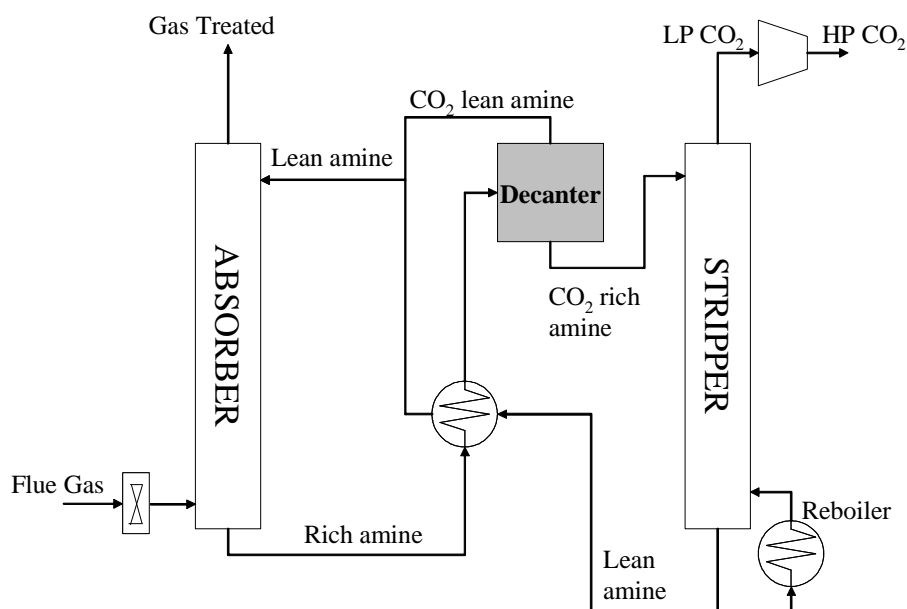 Gas Treated
LP CO₂
HP CO₂
CO₂ lean amine
Lean amine
Decanter
ABSORBER
STRIPPER
CO₂ rich
amine
Flue Gas
Rich amine
Reboiler
Lean
amine